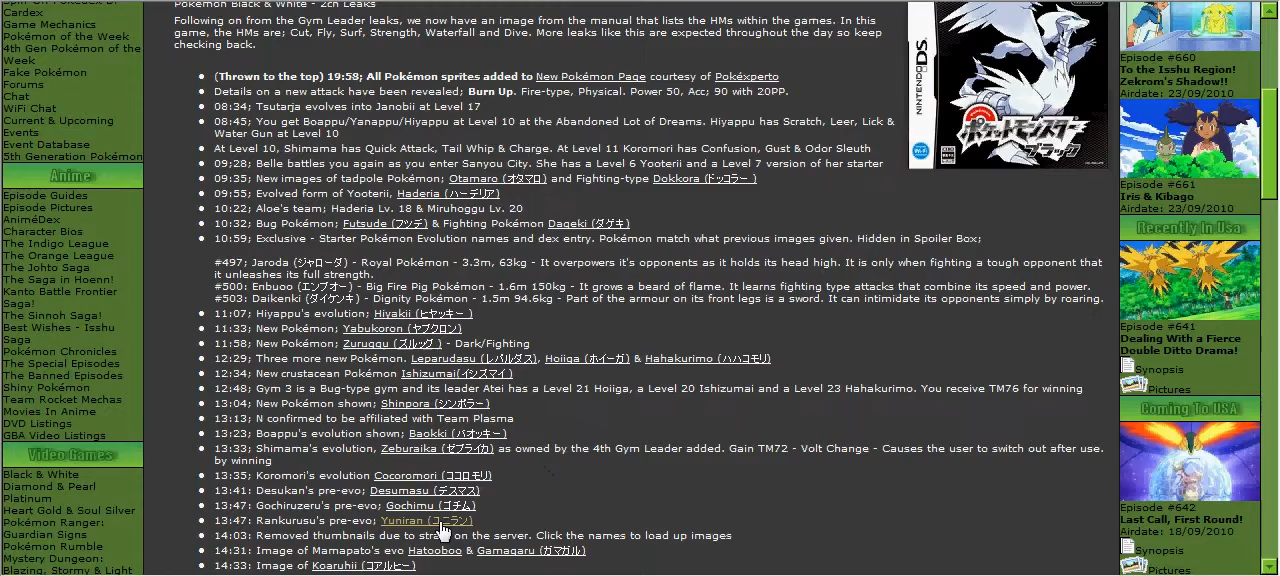 Spin-Off Pokémon DS
Cardex
Game Mechanics
Pokémon of the Week
4th Gen Pokémon of the
Week
Fake Pokémon
Forums
Chat
WiFi Chat
Current & Upcoming
Events
Event Database
5th Generation Pokémon
Anime
Episode Guides
Episode Pictures
AniméDex
Character Bios
The Indigo League
The Orange League
The Johto Saga
The Saga in Hoenn!
Kanto Battle Frontier
Saga!
The Sinnoh Saga!
Best Wishes - Isshu
Saga
Pokémon Chronicles
The Special Episodes
The Banned Episodes
Shiny Pokémon
Team Rocket Mechas
Movies In Anime
DVD Listings
GBA Video Listings
Video Games
Black & White
Diamond & Pearl
Platinum
Heart Gold & Soul Silver
Pokémon Ranger:
Guardian Signs
Pokémon Rumble
Mystery Dungeon:
Blazing, Stormy & Light
Pokémon Black & White - 2ch Leaks
Following on from the Gym Leader leaks, we now have an image from the manual that lists the HMs within the games. In this
game, the HMs are; Cut, Fly, Surf, Strength, Waterfall and Dive. More leaks like this are expected throughout the day so keep
checking back.
(Thrown to the top) 19:58; All Pokémon sprites added to New Pokémon Page courtesy of Pokéxperto
Details on a new attack have been revealed; Burn Up. Fire-type, Physical. Power 50, Acc; 90 with 20PP.
08:34; Tsutarja evolves into Janobii at Level 17
08:45; You get Boappu/Yanappu/Hiyappu at Level 10 at the Abandoned Lot of Dreams. Hiyappu has Scratch, Leer, Lick &
Water Gun at Level 10
At Level 10, Shimama has Quick Attack, Tail Whip & Charge. At Level 11 Koromori has Confusion, Gust & Odor Sleuth
09:28; Belle battles you again as you enter Sanyou City. She has a Level 6 Yooterii and a Level 7 version of her starter
09:35; New images of tadpole Pokémon; Otamaro (オタマロ) and Fighting-type Dokkora (ドッコラー )
09:55; Evolved form of Yooterii, Haderia (ハーデリア)
10:22; Aloe's team; Haderia Lv. 18 & Miruhoggu Lv. 20
10:32; Bug Pokémon; Futsude (フツデ) & Fighting Pokémon Dageki (ダゲキ)
10:59; Exclusive - Starter Pokémon Evolution names and dex entry. Pokémon match what previous images given. Hidden in Spoiler Box;
#497; Jaroda (ジャローダ) - Royal Pokémon - 3.3m, 63kg - It overpowers it's opponents as it holds its head high. It is only when fighting a tough opponent that
it unleashes its full strength.
#500: Enbuoo (エンブオー) - Big Fire Pig Pokémon - 1.6m 150kg - It grows a beard of flame. It learns fighting type attacks that combine its speed and power.
#503: Daikenki (ダイケンキ) - Dignity Pokémon - 1.5m 94.6kg - Part of the armour on its front legs is a sword. It can intimidate its opponents simply by roaring.
11:07; Hiyappu's evolution; Hiyakii (ヒヤッキー )
11:33; New Pokémon; Yabukoron (ヤブクロン)
11:58; New Pokémon; Zuruggu (ズルッグ ) - Dark/Fighting
12:29; Three more new Pokémon. Leparudasu (レパルダス), Hoiiga (ホイーガ) & Hahakurimo (ハハコモリ)
12:34; New crustacean Pokémon Ishizumai(イシズマイ)
12:48; Gym 3 is a Bug-type gym and its leader Atei has a Level 21 Hoiiga, a Level 20 Ishizumai and a Level 23 Hahakurimo. You receive TM76 for winning
13:04; New Pokémon shown; Shinpora (シンボラー)
13:13; N confirmed to be affiliated with Team Plasma
13:23; Boappu's evolution shown; Baokki (バオッキー)
13:33; Shimama's evolution, Zeburaika (ゼブライカ) as owned by the 4th Gym Leader added. Gain TM72 - Volt Change - Causes the user to switch out after use.
by winning
13:35; Koromori's evolution Cocoromori (ココロモリ)
13:41; Desukan's pre-evo; Desumasu (デスマス)
13:47; Gochiruzeru's pre-evo; Gochimu (ゴチム)
13:47; Rankurusu's pre-evo; Yuniran (ユニラン)
14:03; Removed thumbnails due to on the server. Click the names to load up images
14:31; Image of Mamapato's evo Hatooboo & Gamagaru (ガマガル)
14:33; Image of Koaruhii (コアルヒー)
NINTENDO DS
ポケットモンスター
ブラック
Wi Fi
Episode #660
To the Isshu Region!
Zekrom's Shadow!!
Airdate: 23/09/2010
Episode #661
Iris & Kibago
Airdate: 23/09/2010
Recently In Usa
Episode #641
Dealing With a Fierce
Double Ditto Drama!
Synopsis
Pictures
Coming To USA
Episode #642
Last Call, First Round!
Airdate: 18/09/2010
Synopsis
Pictures